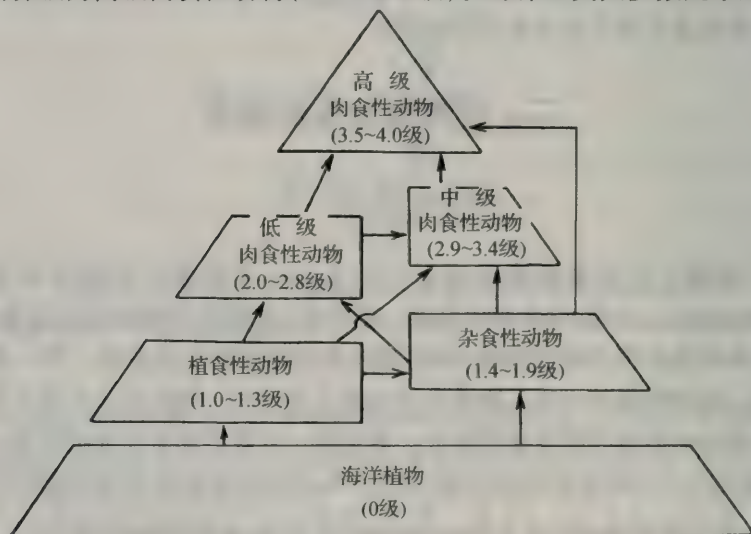 高 级
肉食性动物
(3.5~4.0级)
中 级
肉食性动物
(2.9~3.4级)
低 级
肉食性动物
(2.0~2.8级)
杂食性动物
(1.4~1.9级)
植食性动物
(1.0~1.3级)
海洋植物
(0级)